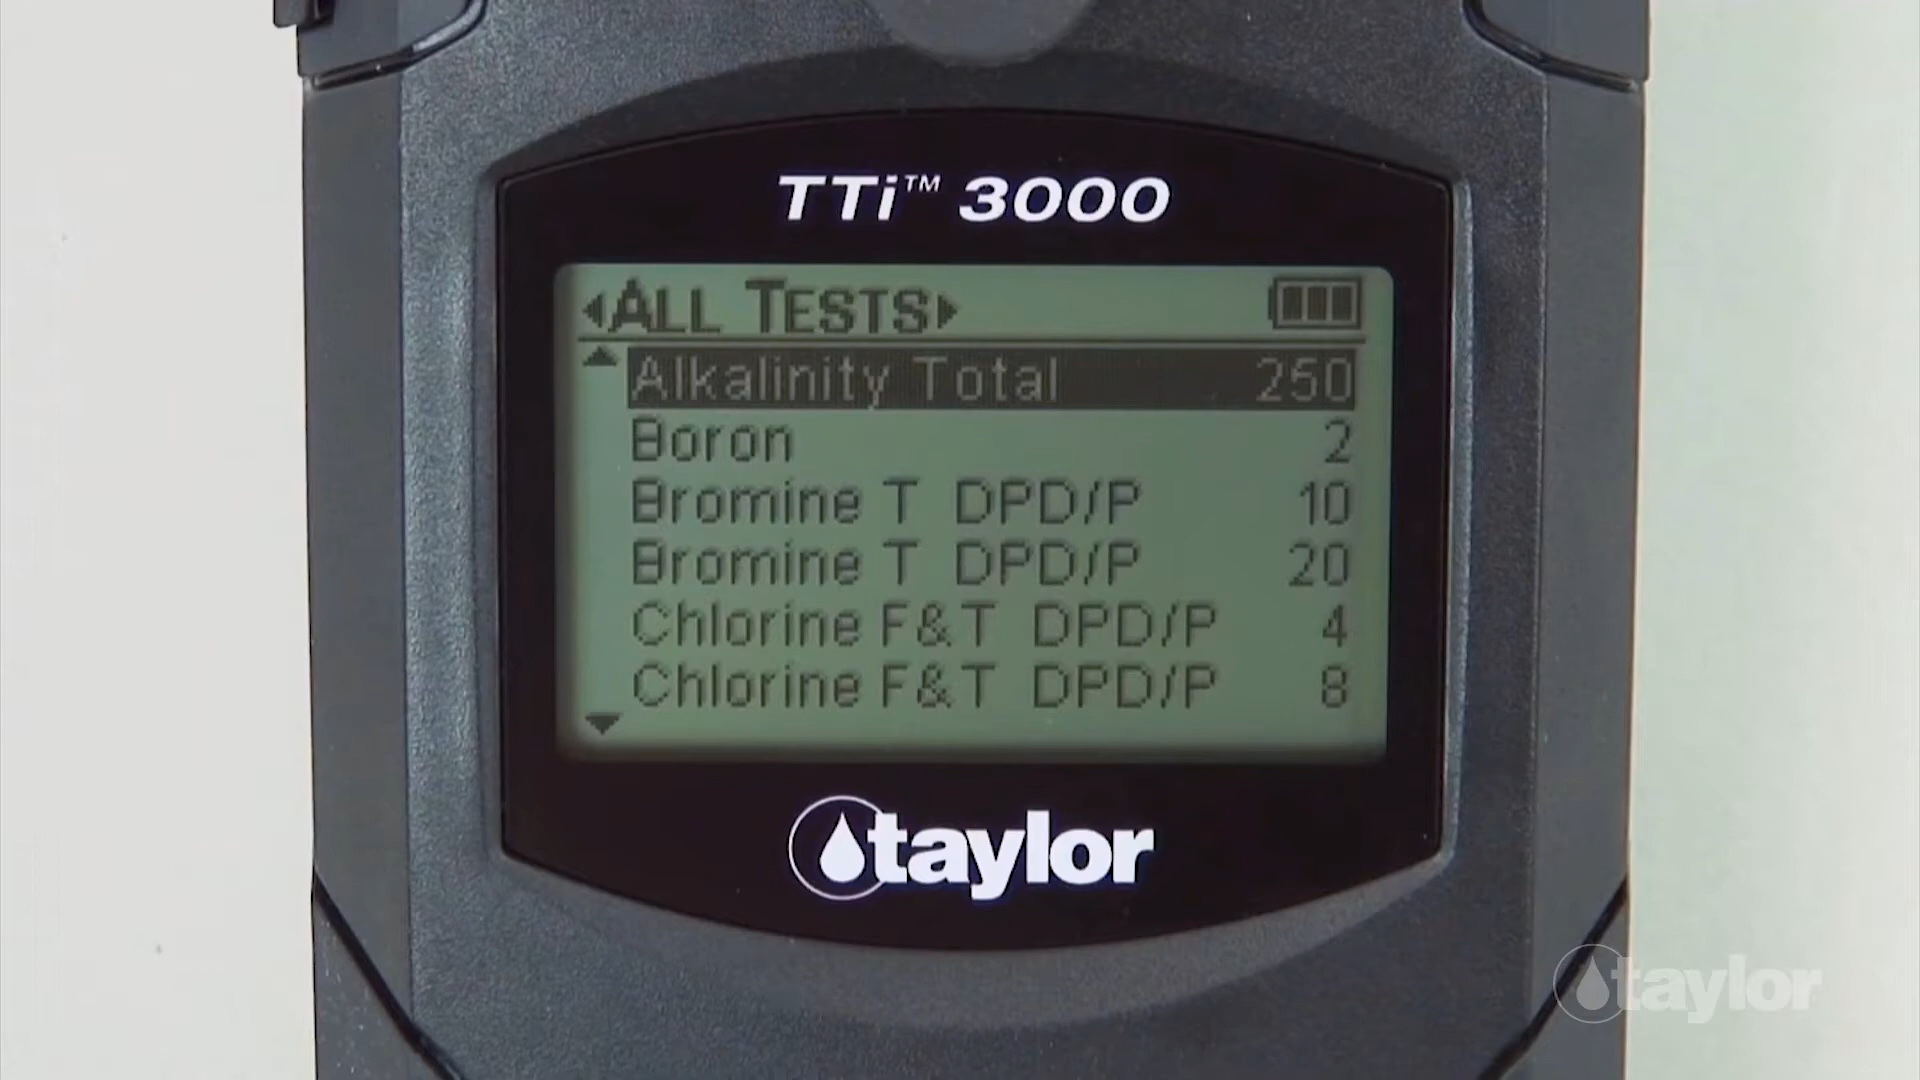 TTi™ 3000
ALL TESTS
Alkalinity Total 250
Boron 2
Bromine T DPD/P 10
Bromine T DPD/P 20
Chlorine F&T DPD/P 4
Chlorine F&T DPD/P 8
taylor
taylor